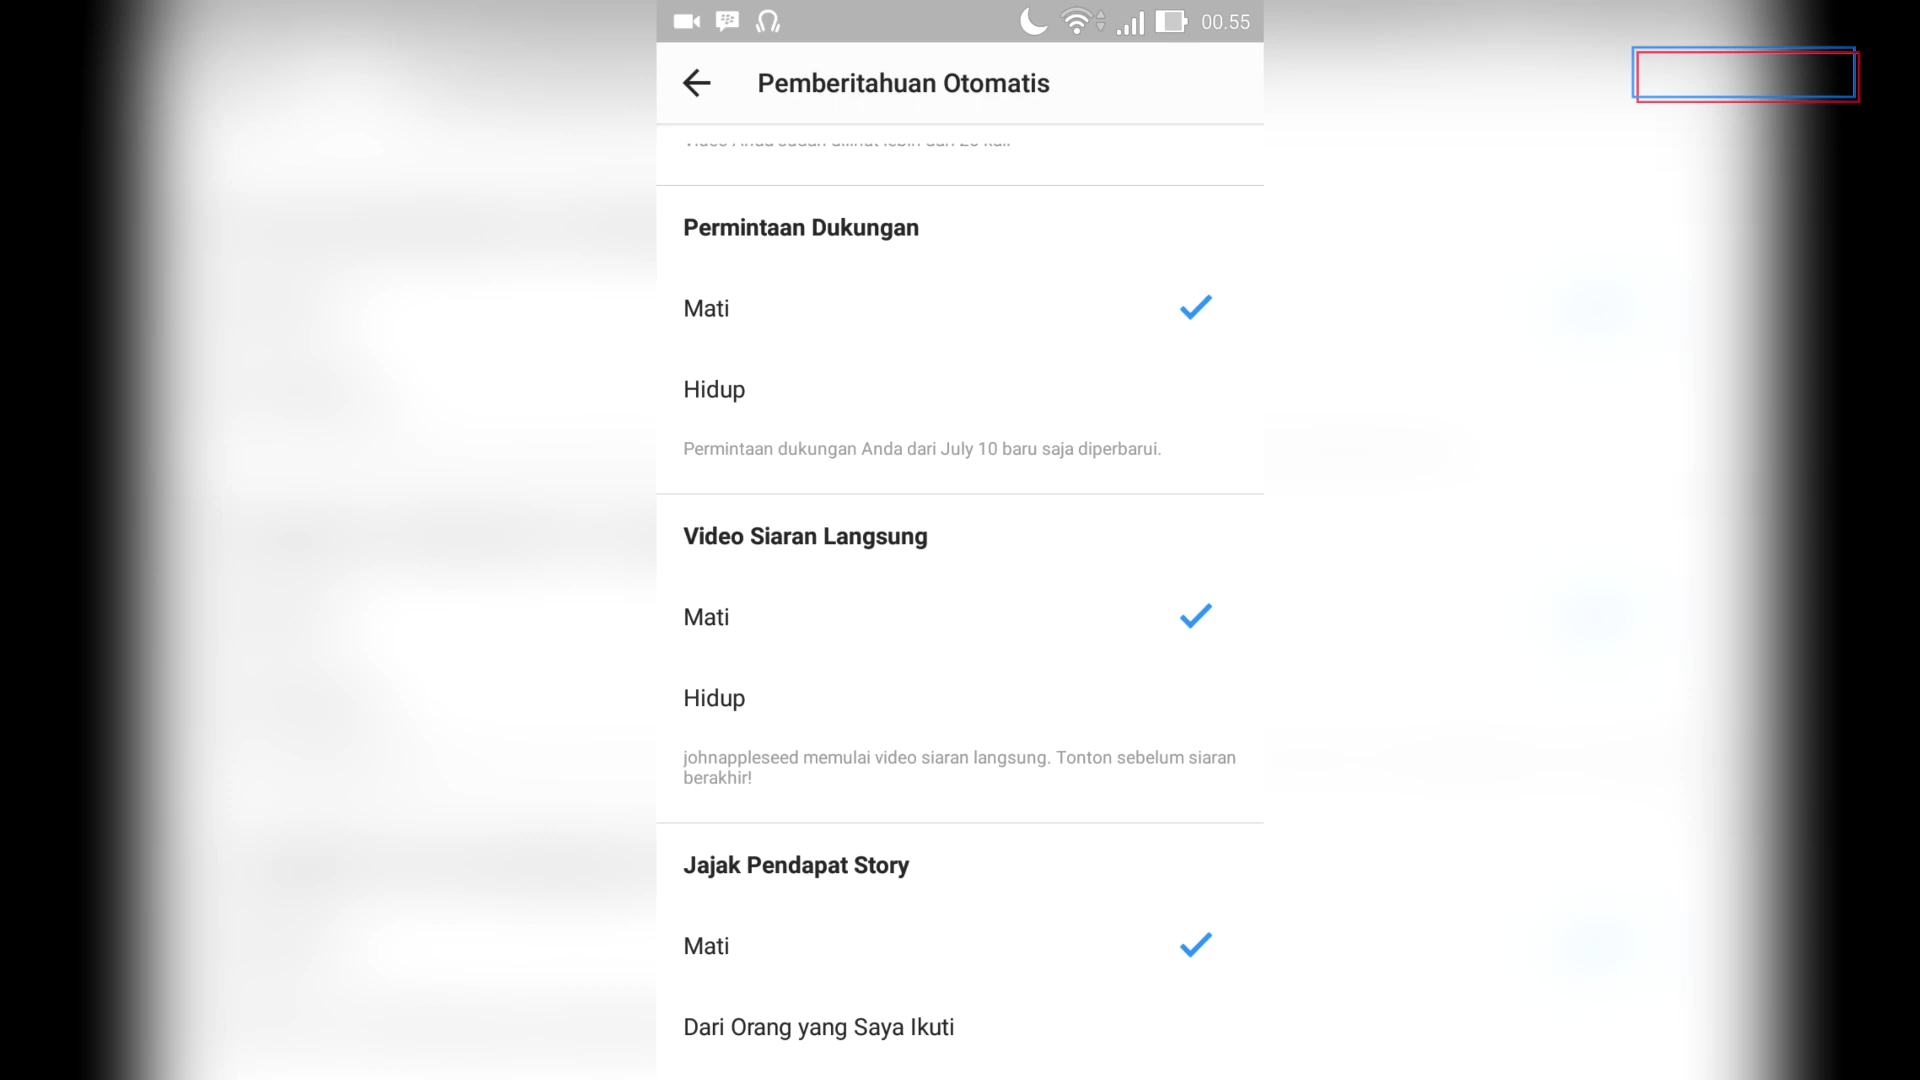 00.55
Pemberitahuan Otomatis
Permintaan Dukungan
Mati
Hidup
Permintaan dukungan Anda dari July 10 baru saja diperbarui.
Video Siaran Langsung
Mati
Hidup
johnappleseed memulai video siaran langsung. Tonton sebelum siaran
berakhir!
Jajak Pendapat Story
Mati
Dari Orang yang Saya Ikuti